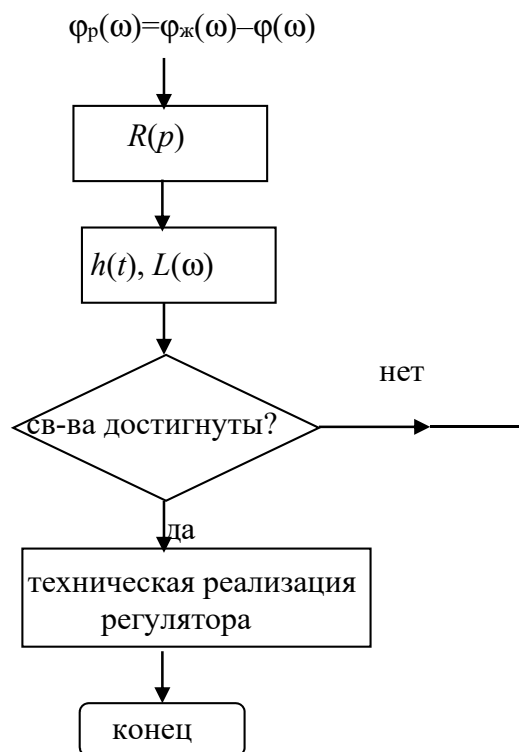 φр(ω)=φж(ω)–φ(ω)
R(p)
h(t), L(ω)
нет
св-ва достигнуты?
да
техническая реализация
регулятора
конец